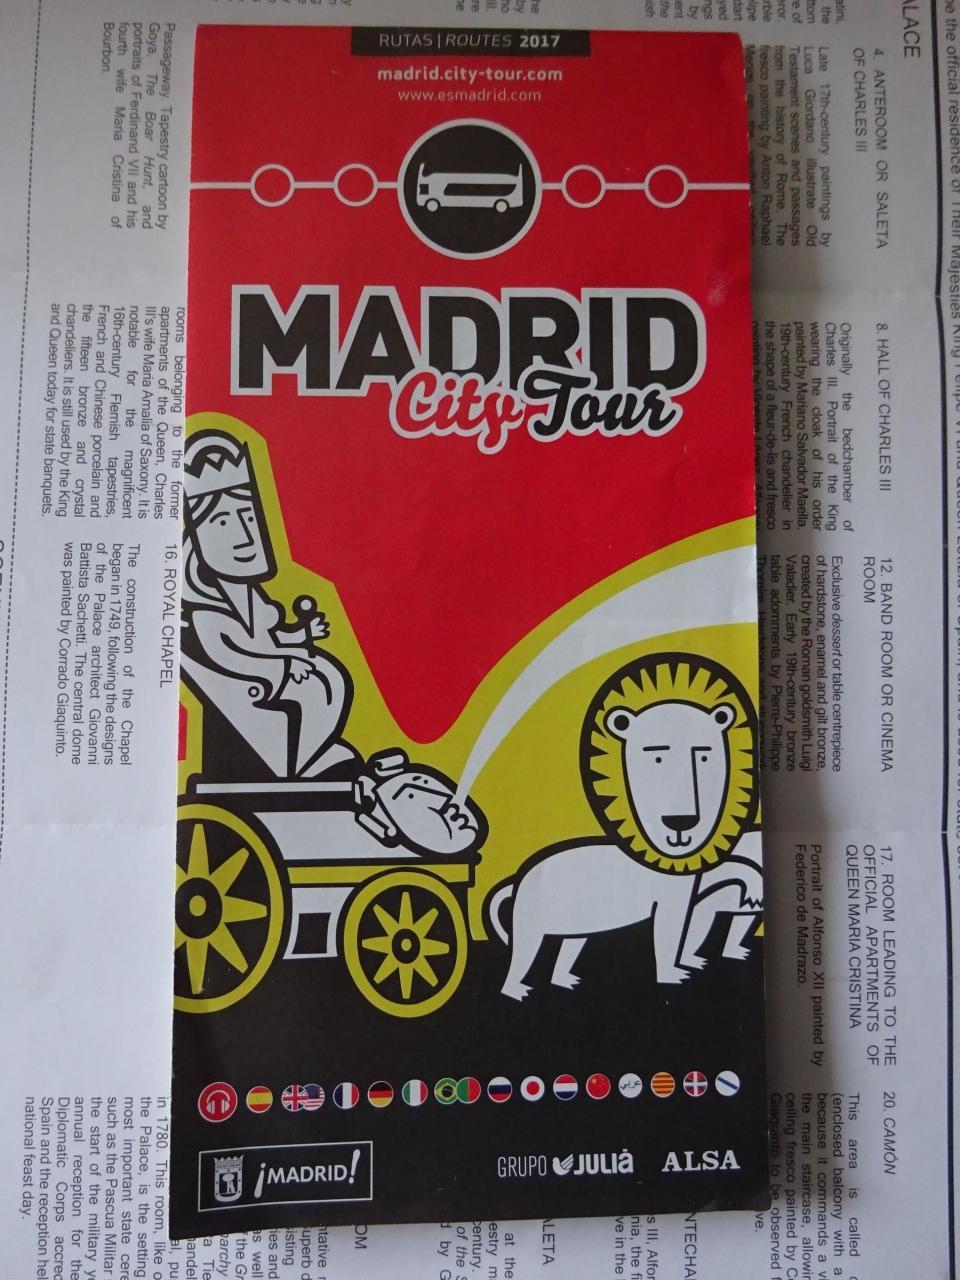 RUTAS | ROUTES 2017
madrid.city-tour.com
www.esmadrid.com
MADRID
City Tour
عربي
¡MADRID!
GRUPO JULIÀ
ALSA
ALACE
4. ANTEROOM OR SALETA
OF CHARLES III
Late 17th-century paintings by
Luca Giordano illustrate Old
Testament scenes and passages
from the history of Rome. The
fresco painting by Anton Raphael
8. HALL OF CHARLES III
Originally the bedchamber of
Charles III. Portrait of the King
wearing the cloak of his order
painted by Mariano Salvador Maella.
19th-century French chandelier in
the shape of a fleur-de-lis and fresco
12. BAND ROOM OR CINEMA
ROOM
Exclusive dessert or table centrepiece
of hardstone, enamel and gilt bronze,
created by the Roman goldsmith Luigi
Valadier. Early 19th-century bronze
table adornments by Pierre-Philippe
17. ROOM LEADING TO THE
OFFICIAL APARTMENTS OF
QUEEN MARIA CRISTINA
Portrait of Alfonso XII painted by
Federico de Madrazo.
20. CAMÓN
This area is called
(enclosed balcony with a
because it commands a
the main staircase, allowin
ceiling fresco painted by C
Giaquinto to be observed
Passageway. Tapestry cartoon by
Goya, The Boar Hunt, and
portraits of Ferdinand VII and his
fourth wife Maria Cristina of
Bourbon.
rooms belonging to the former
apartments of the Queen, Charles
III's wife Maria Amalia of Saxony. It is
notable for the magnificent
16th-century Flemish tapestries,
French and Chinese porcelain and
the fifteen bronze and crystal
chandeliers. It is still used by the King
and Queen today for state banquets.
16. ROYAL CHAPEL
The construction of the Chapel
began in 1749, following the designs
of the Palace architect Giovanni
Battista Sachetti. The central dome
was painted by Corrado Giaquinto.
in 1780. This room, like
the Palace, is the setting
most important state cere
such as the Pascua Militar
the start of the military y
annual reception for the
Diplomatic Corps accred
Spain and the reception hel
national feast day.